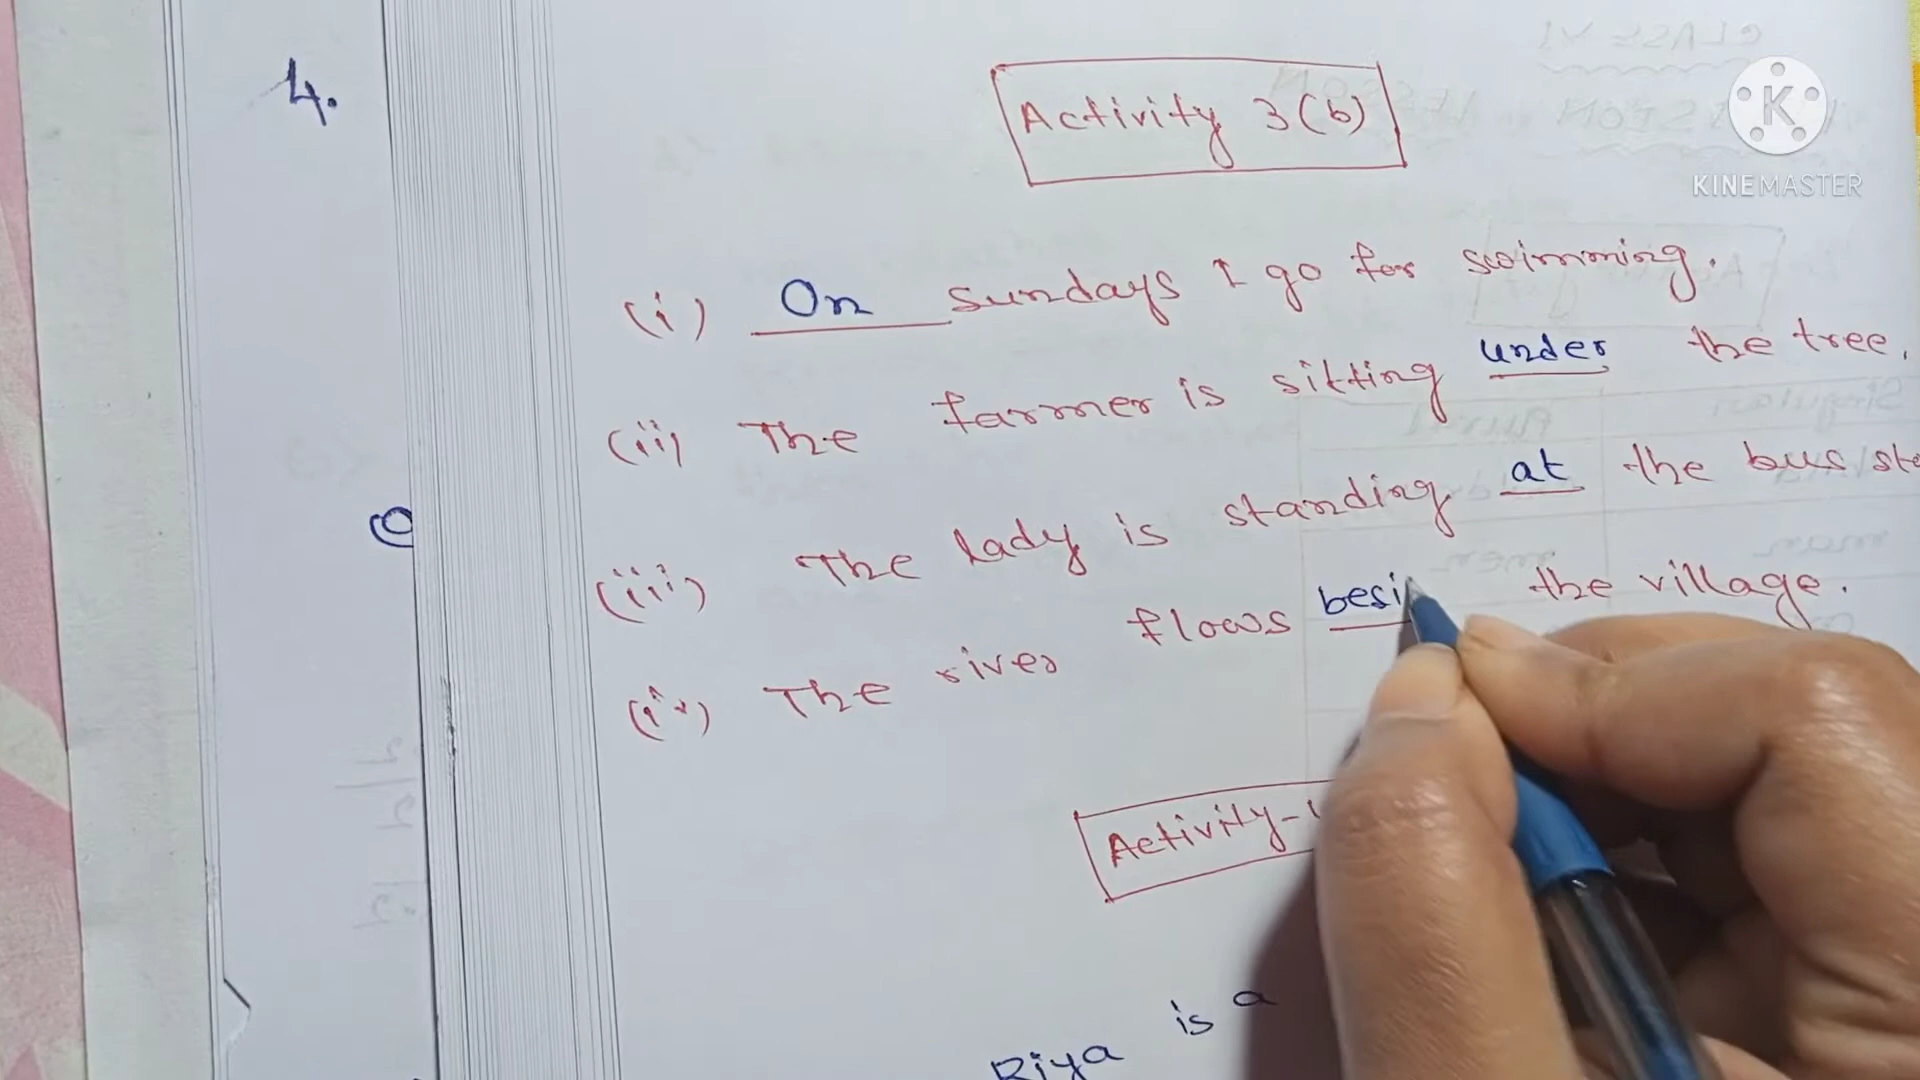 4.
Activity 3(b)
KINEMASTER
(i) On sundays I go for swimming.
(ii) The farmer is sitting under the tree.
(iii) The lady is standing at the bus
(iv) The river flows besi the village.
Activity-
Riya is a